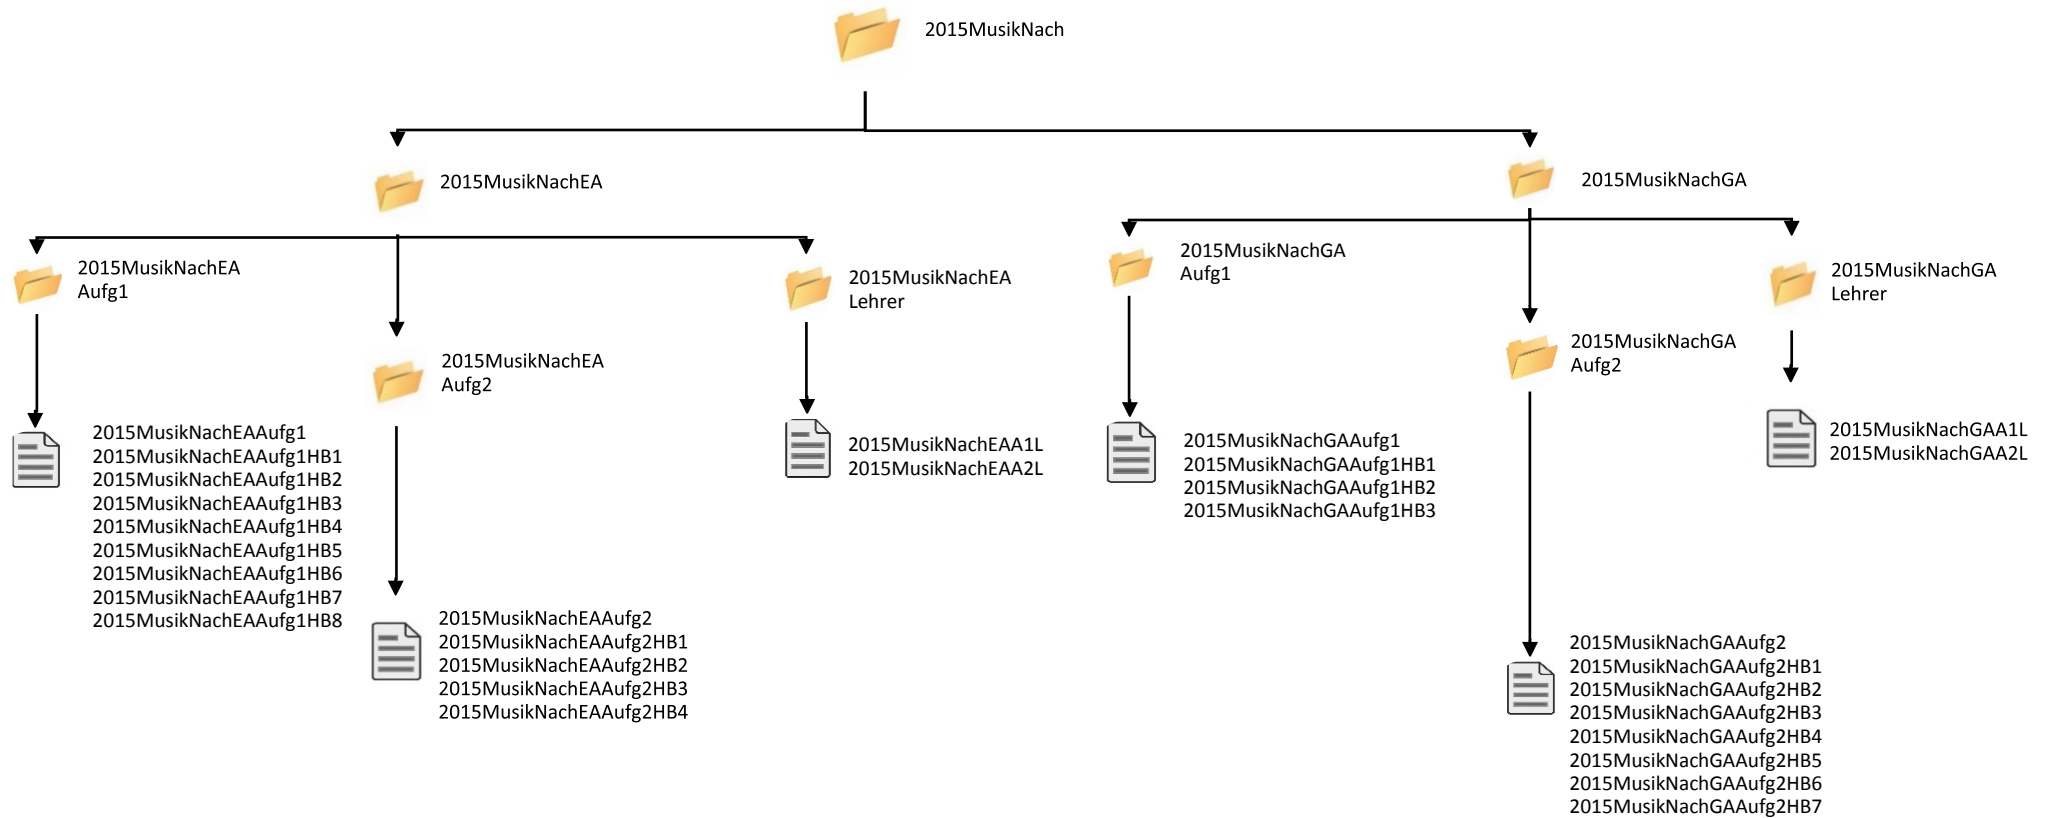 2015MusikNach
2015MusikNachEA
2015MusikNachGA
2015MusikNachEA
Aufg1
2015MusikNachEA
Aufg2
2015MusikNachEA
Lehrer
2015MusikNachGA
Aufg1
2015MusikNachGA
Aufg2
2015MusikNachGA
Lehrer
2015MusikNachEAAufg1
2015MusikNachEAAufg1HB1
2015MusikNachEAAufg1HB2
2015MusikNachEAAufg1HB3
2015MusikNachEAAufg1HB4
2015MusikNachEAAufg1HB5
2015MusikNachEAAufg1HB6
2015MusikNachEAAufg1HB7
2015MusikNachEAAufg1HB8
2015MusikNachEAAufg2
2015MusikNachEAAufg2HB1
2015MusikNachEAAufg2HB2
2015MusikNachEAAufg2HB3
2015MusikNachEAAufg2HB4
2015MusikNachEAA1L
2015MusikNachEAA2L
2015MusikNachGAAufg1
2015MusikNachGAAufg1HB1
2015MusikNachGAAufg1HB2
2015MusikNachGAAufg1HB3
2015MusikNachGAAufg2
2015MusikNachGAAufg2HB1
2015MusikNachGAAufg2HB2
2015MusikNachGAAufg2HB3
2015MusikNachGAAufg2HB4
2015MusikNachGAAufg2HB5
2015MusikNachGAAufg2HB6
2015MusikNachGAAufg2HB7
2015MusikNachGAA1L
2015MusikNachGAA2L